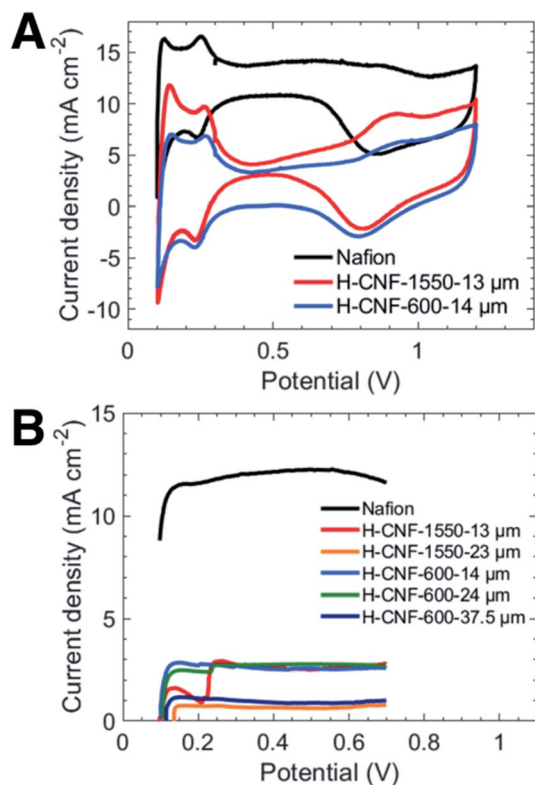 A
15
10
5
0
-5
-10
Current density (mA cm-2)
Nafion
H-CNF-1550-13 µm
H-CNF-600-14 µm
0
0.5
1
Potential (V)
B
15
10
5
0
Current density (mA cm-2)
Nafion
H-CNF-1550-13 µm
H-CNF-1550-23 µm
H-CNF-600-14 µm
H-CNF-600-24 µm
H-CNF-600-37.5 µm
0 0.2 0.4 0.6 0.8 1
Potential (V)